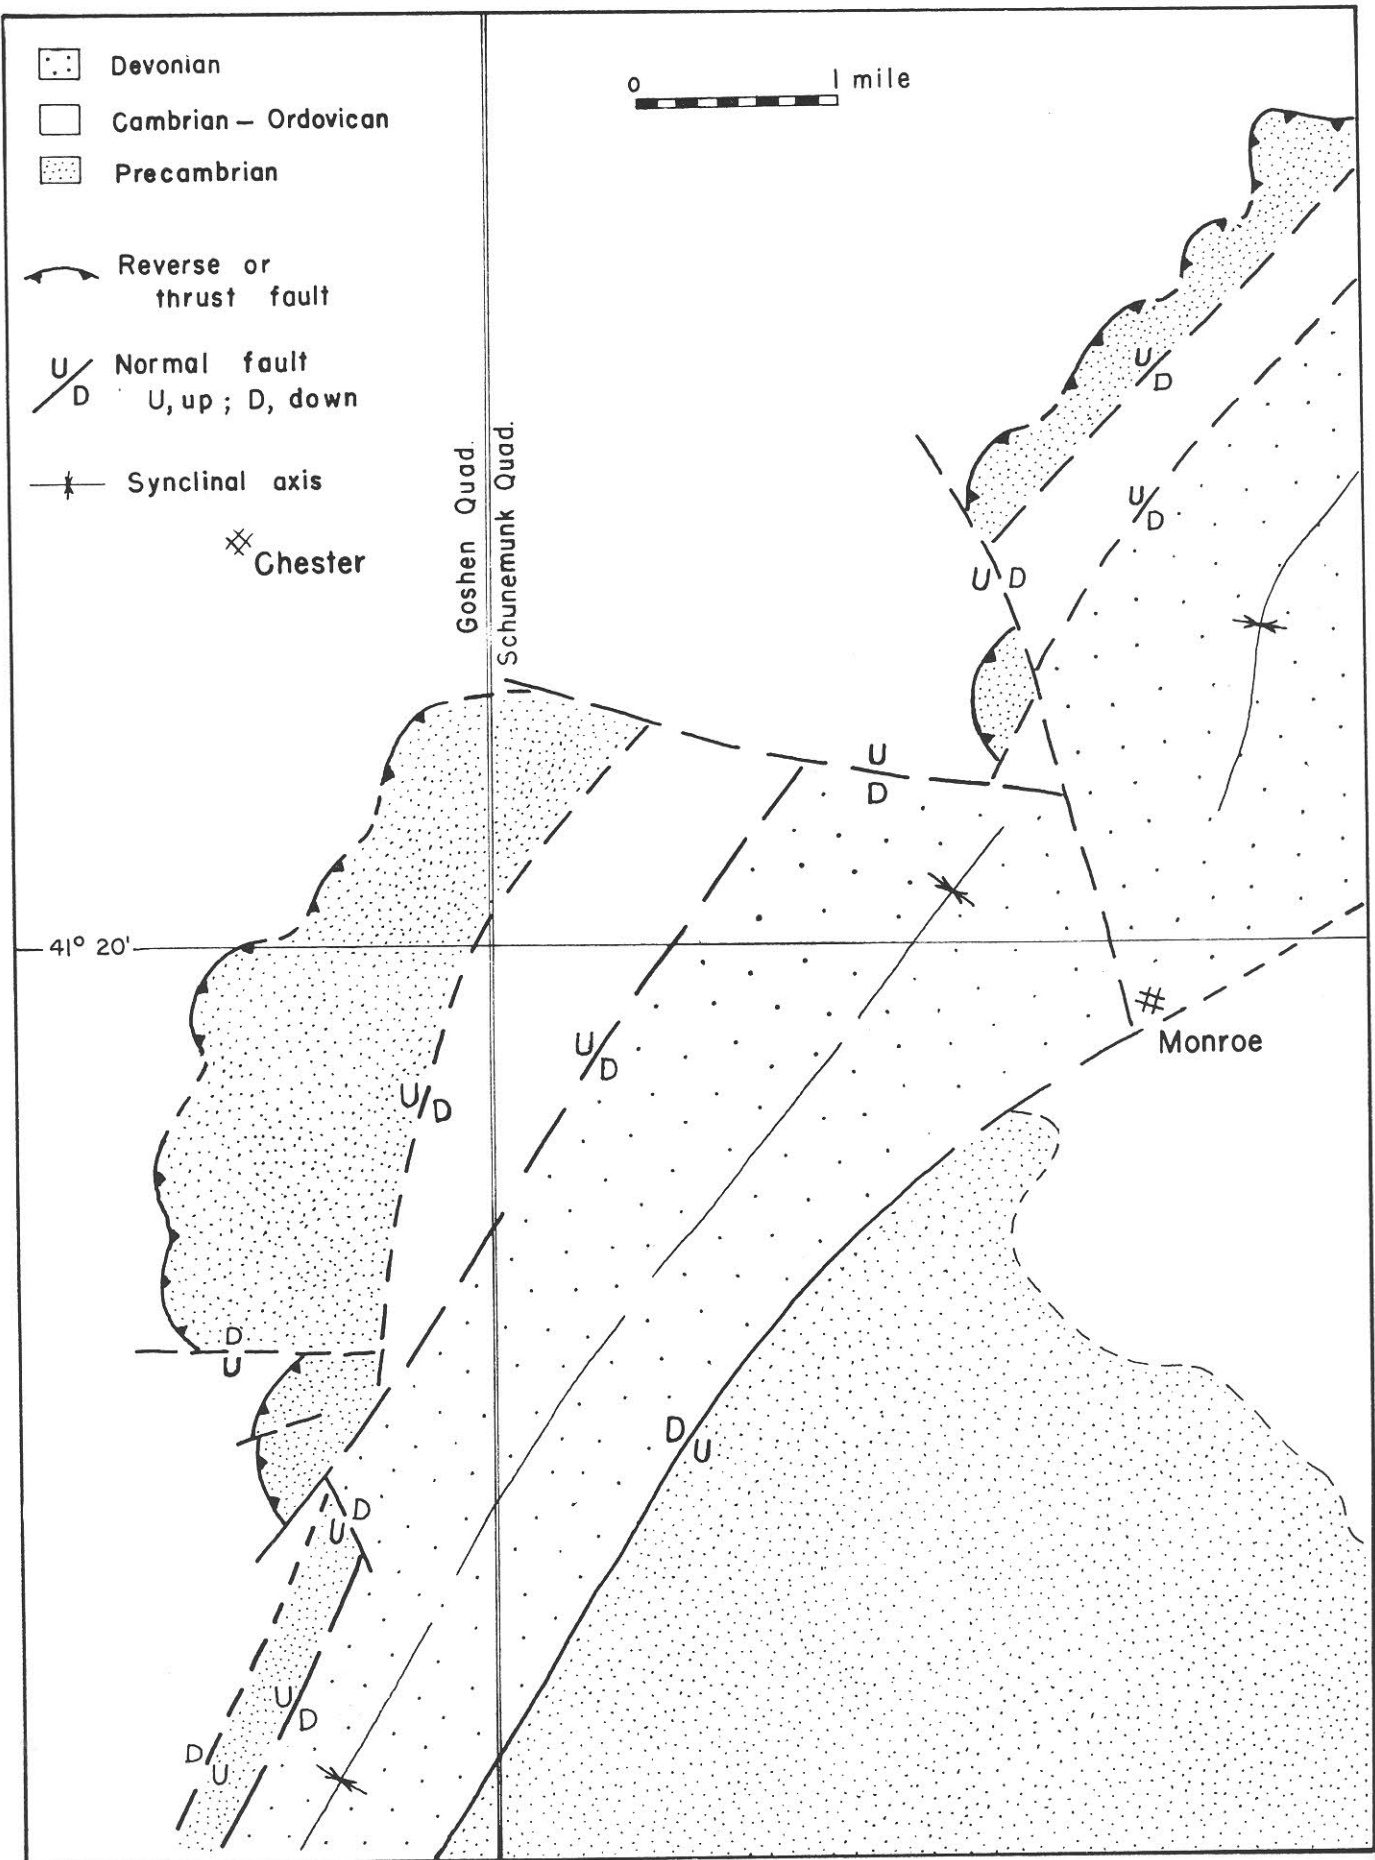 Devonian
Cambrian – Ordovican
Precambrian
Reverse or
thrust fault
U
D
Normal fault
U, up ; D, down
Synclinal axis
Chester
0 1 mile
Goshen Quad.
Schunemunk Quad.
U
D
U
D
U D
U
D
41° 20'
Monroe
U
D
U/D
D
U
D
U
D
U
U
D
D
U